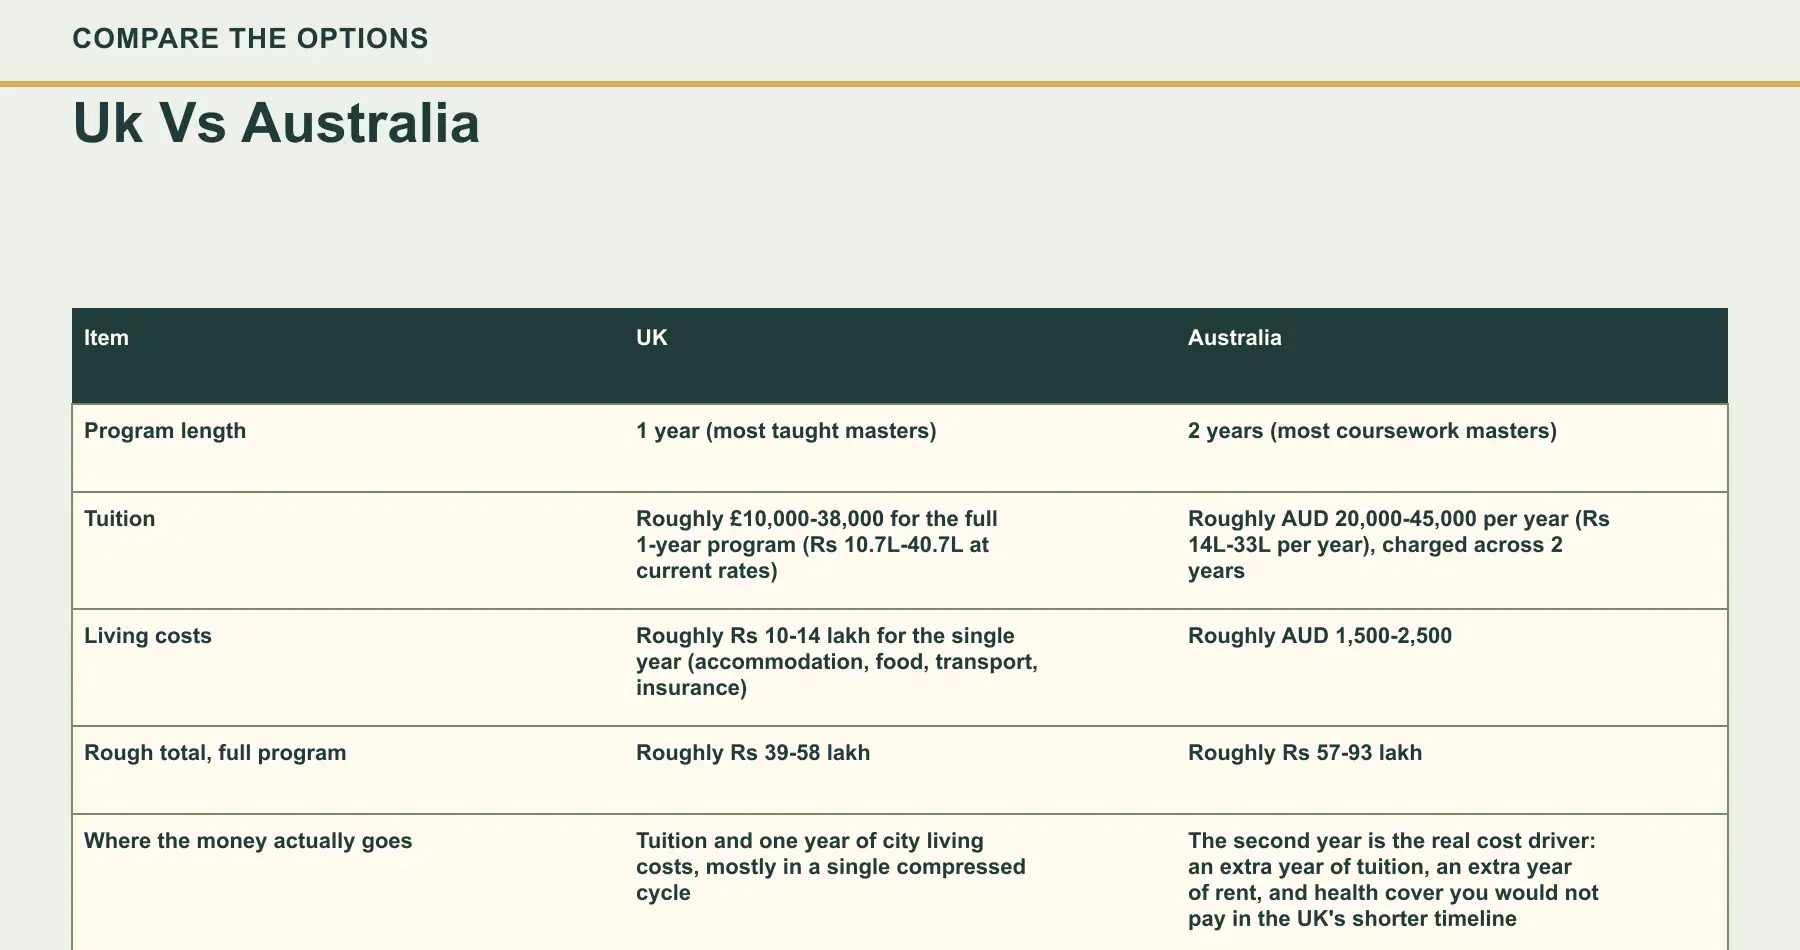 COMPARE THE OPTIONS
Uk Vs Australia
Item
UK
Australia
Program length
1 year (most taught masters)
2 years (most coursework masters)
Tuition
Roughly £10,000-38,000 for the full
1-year program (Rs 10.7L-40.7L at
current rates)
Roughly AUD 20,000-45,000 per year (Rs
14L-33L per year), charged across 2
years
Living costs
Roughly Rs 10-14 lakh for the single
year (accommodation, food, transport,
insurance)
Roughly AUD 1,500-2,500
Rough total, full program
Roughly Rs 39-58 lakh
Roughly Rs 57-93 lakh
Where the money actually goes
Tuition and one year of city living
costs, mostly in a single compressed
cycle
The second year is the real cost driver:
an extra year of tuition, an extra year
of rent, and health cover you would not
pay in the UK's shorter timeline